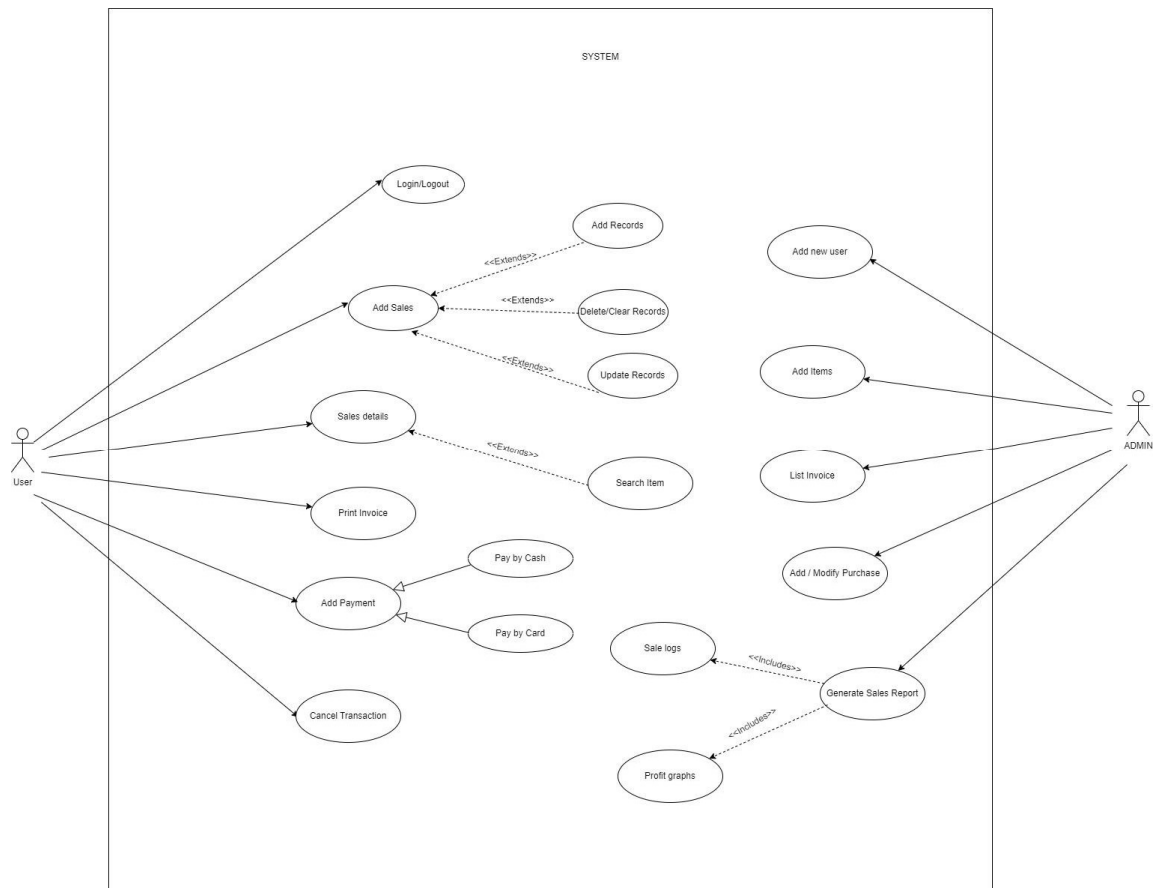 SYSTEM
Login/Logout
Add Records
<<Extends>>
Add new user
<<Extends>>
Add Sales
Delete/Clear Records
<<Extends>>
Update Records
Add Items
Sales details
<<Extends>>
ADMIN
User
Search Item
List Invoice
Print Invoice
Pay by Cash
Add / Modify Purchase
Add Payment
Pay by Card
Sale logs
<<Includes>>
Generate Sales Report
Cancel Transaction
<<Includes>>
Profit graphs